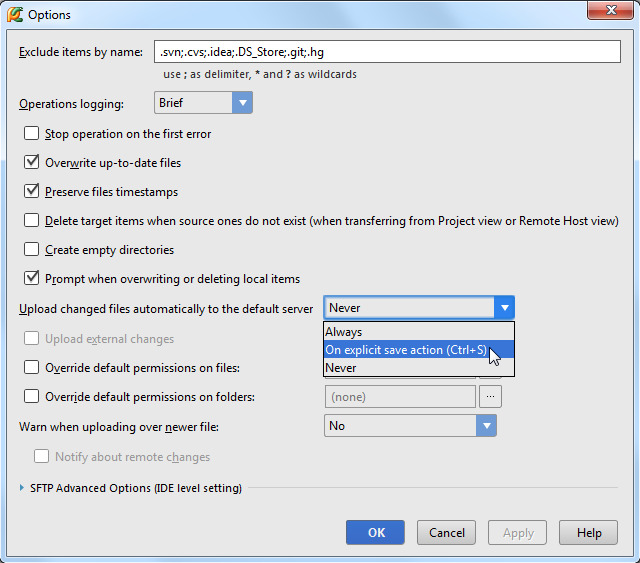 Options
Exclude items by name: .svn;.cvs;.idea;.DS_Store;.git;.hg
use ; as delimiter, * and ? as wildcards
Operations logging: Brief
Stop operation on the first error
Overwrite up-to-date files
Preserve files timestamps
Delete target items when source ones do not exist (when transferring from Project view or Remote Host view)
Create empty directories
Prompt when overwriting or deleting local items
Upload changed files automatically to the default server Never
Always
Upload external changes On explicit save action (Ctrl+S)
Override default permissions on files: Never
Override default permissions on folders: (none) ...
Warn when uploading over newer file: No
Notify about remote changes
SFTP Advanced Options (IDE level setting)
OK Cancel Apply Help